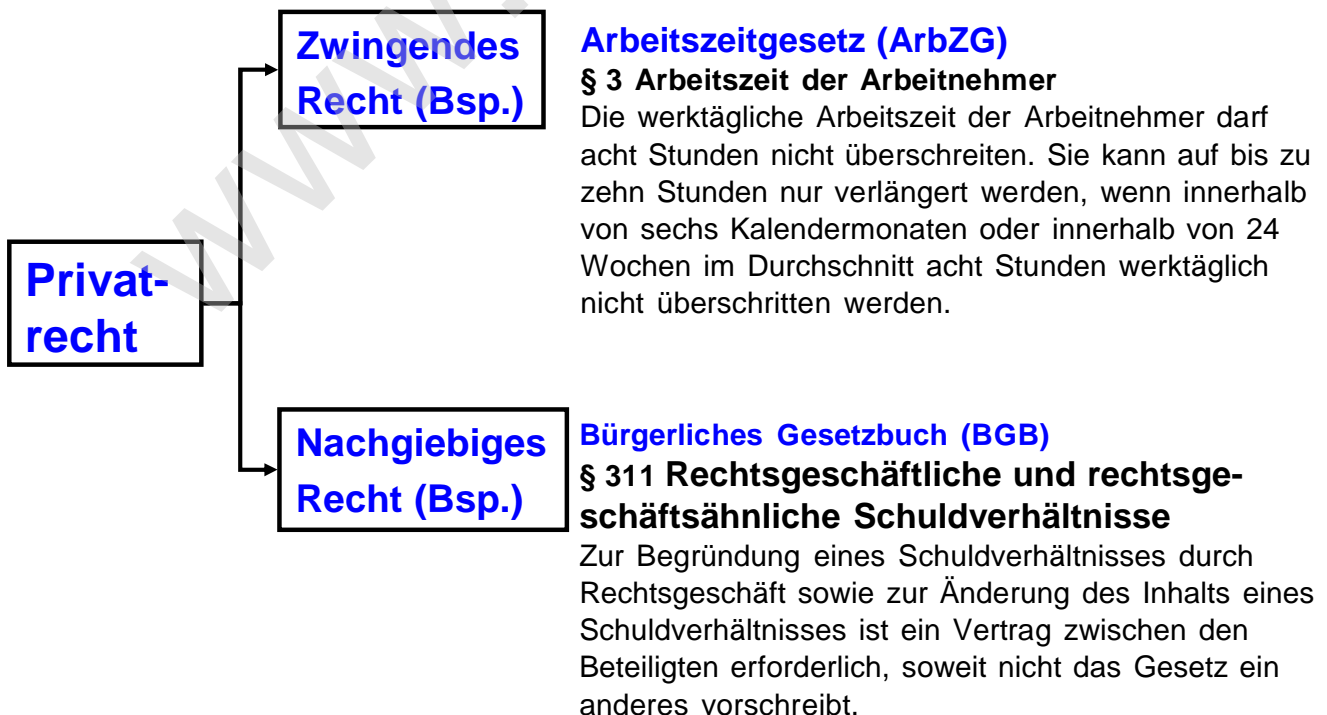 Zwingendes
Recht (Bsp.)
Arbeitszeitgesetz (ArbZG)
§ 3 Arbeitszeit der Arbeitnehmer
Die werktägliche Arbeitszeit der Arbeitnehmer darf
acht Stunden nicht überschreiten. Sie kann auf bis zu
zehn Stunden nur verlängert werden, wenn innerhalb
von sechs Kalendermonaten oder innerhalb von 24
Wochen im Durchschnitt acht Stunden werktäglich
nicht überschritten werden.
Privat-
recht
Nachgiebiges
Recht (Bsp.)
Bürgerliches Gesetzbuch (BGB)
§ 311 Rechtsgeschäftliche und rechtsge-
schäftsähnliche Schuldverhältnisse
Zur Begründung eines Schuldverhältnisses durch
Rechtsgeschäft sowie zur Änderung des Inhalts eines
Schuldverhältnisses ist ein Vertrag zwischen den
Beteiligten erforderlich, soweit nicht das Gesetz ein
anderes vorschreibt.
www.